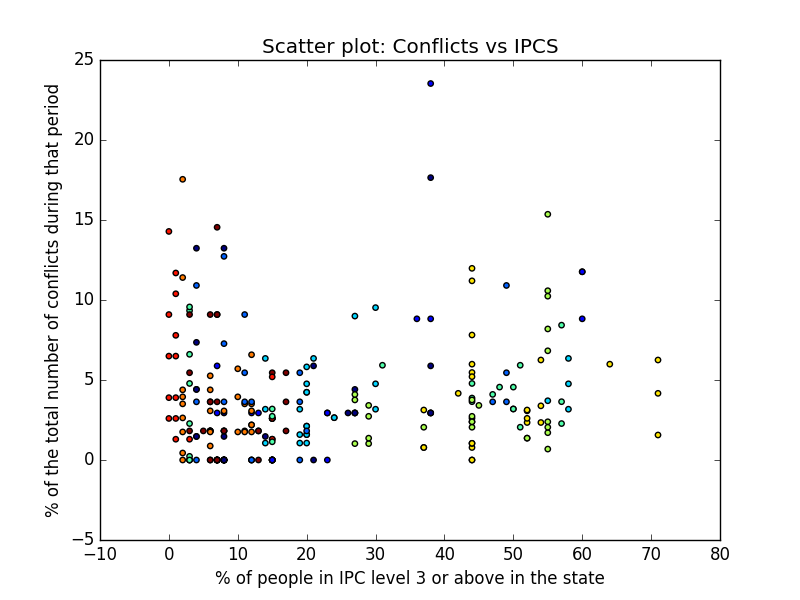 Scatter plot: Conflicts vs IPCS
% of the total number of conflicts during that period
25
20
15
10
5
0
−5
−10 0 10 20 30 40 50 60 70 80
% of people in IPC level 3 or above in the state